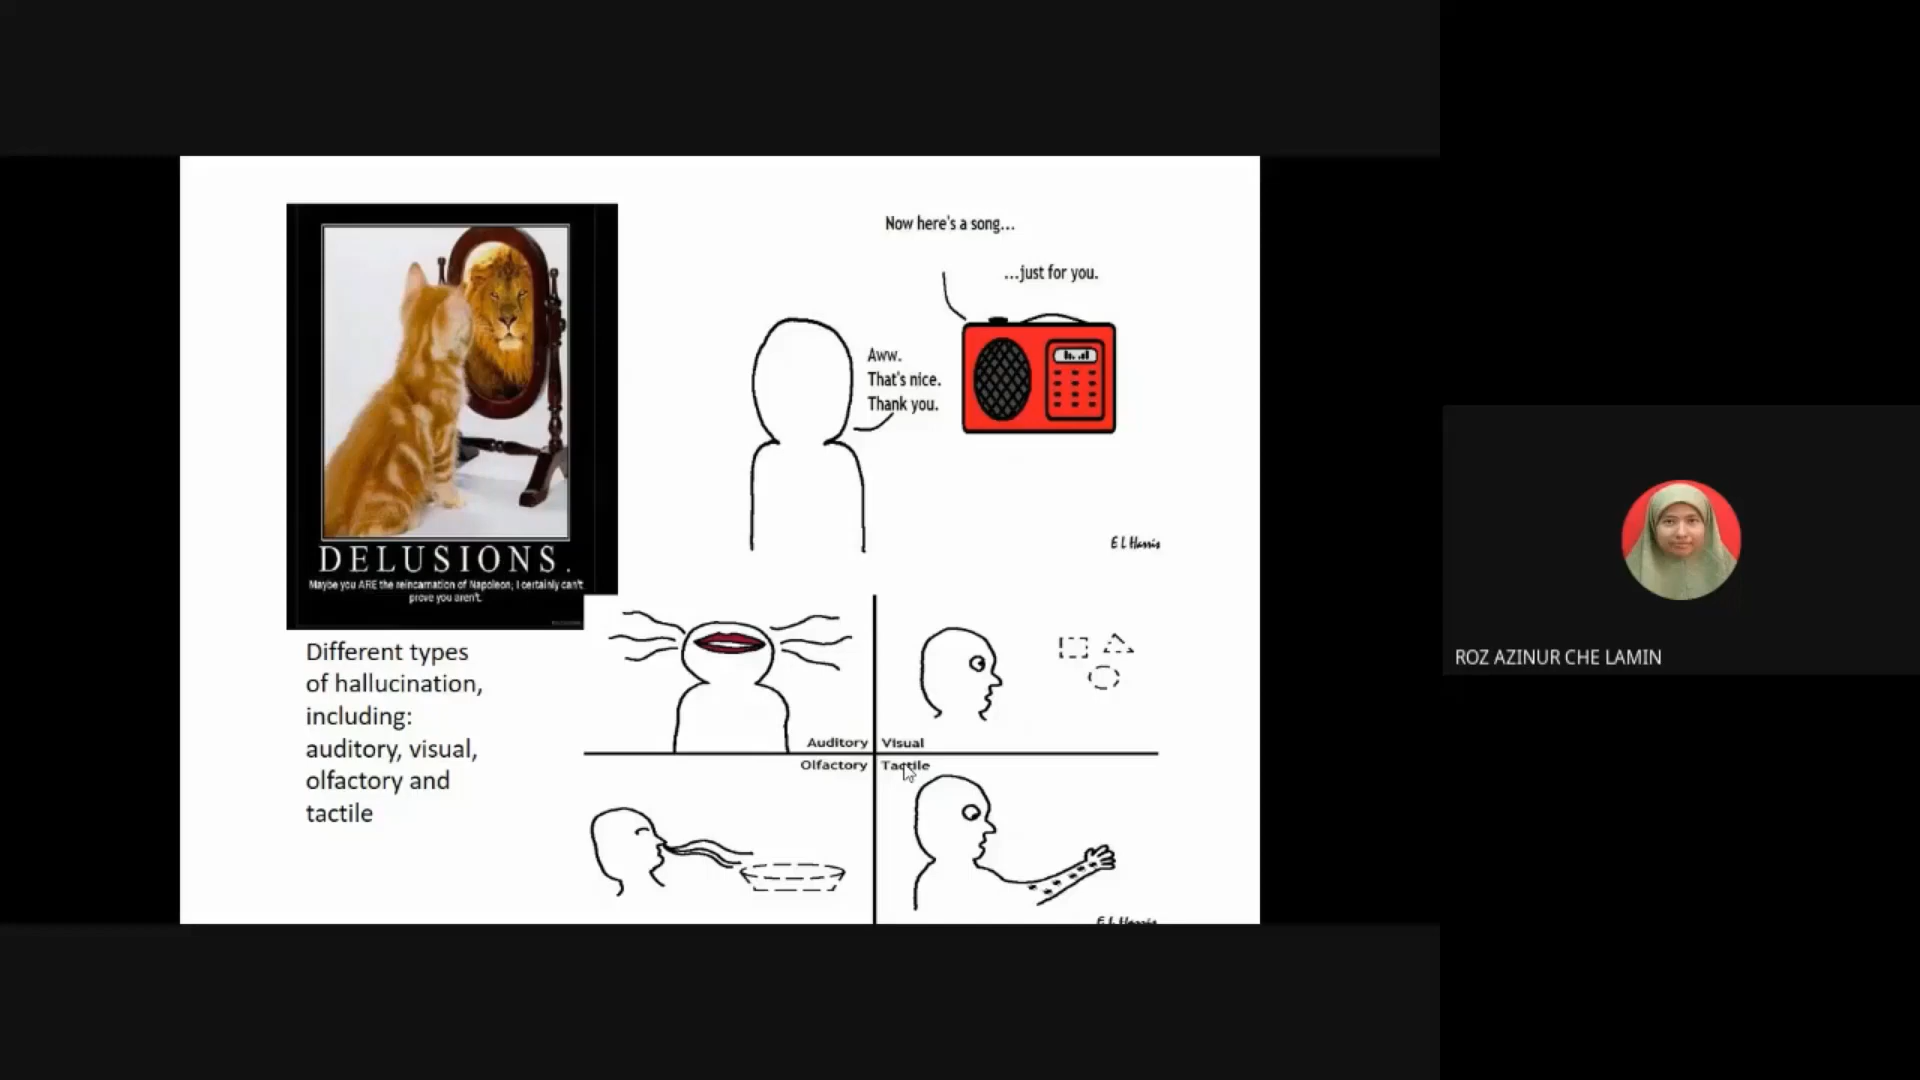 Now here's a song...
...just for you.
Aww.
That's nice.
Thank you.
E L Harris
DELUSIONS.
Maybe you ARE the reincarnation of Napoleon, I certainly can't
prove you aren't.
Different types
of hallucination,
including:
auditory, visual,
olfactory and
tactile
Auditory
Visual
Olfactory
Tactile
E L Harris
ROZ AZINUR CHE LAMIN